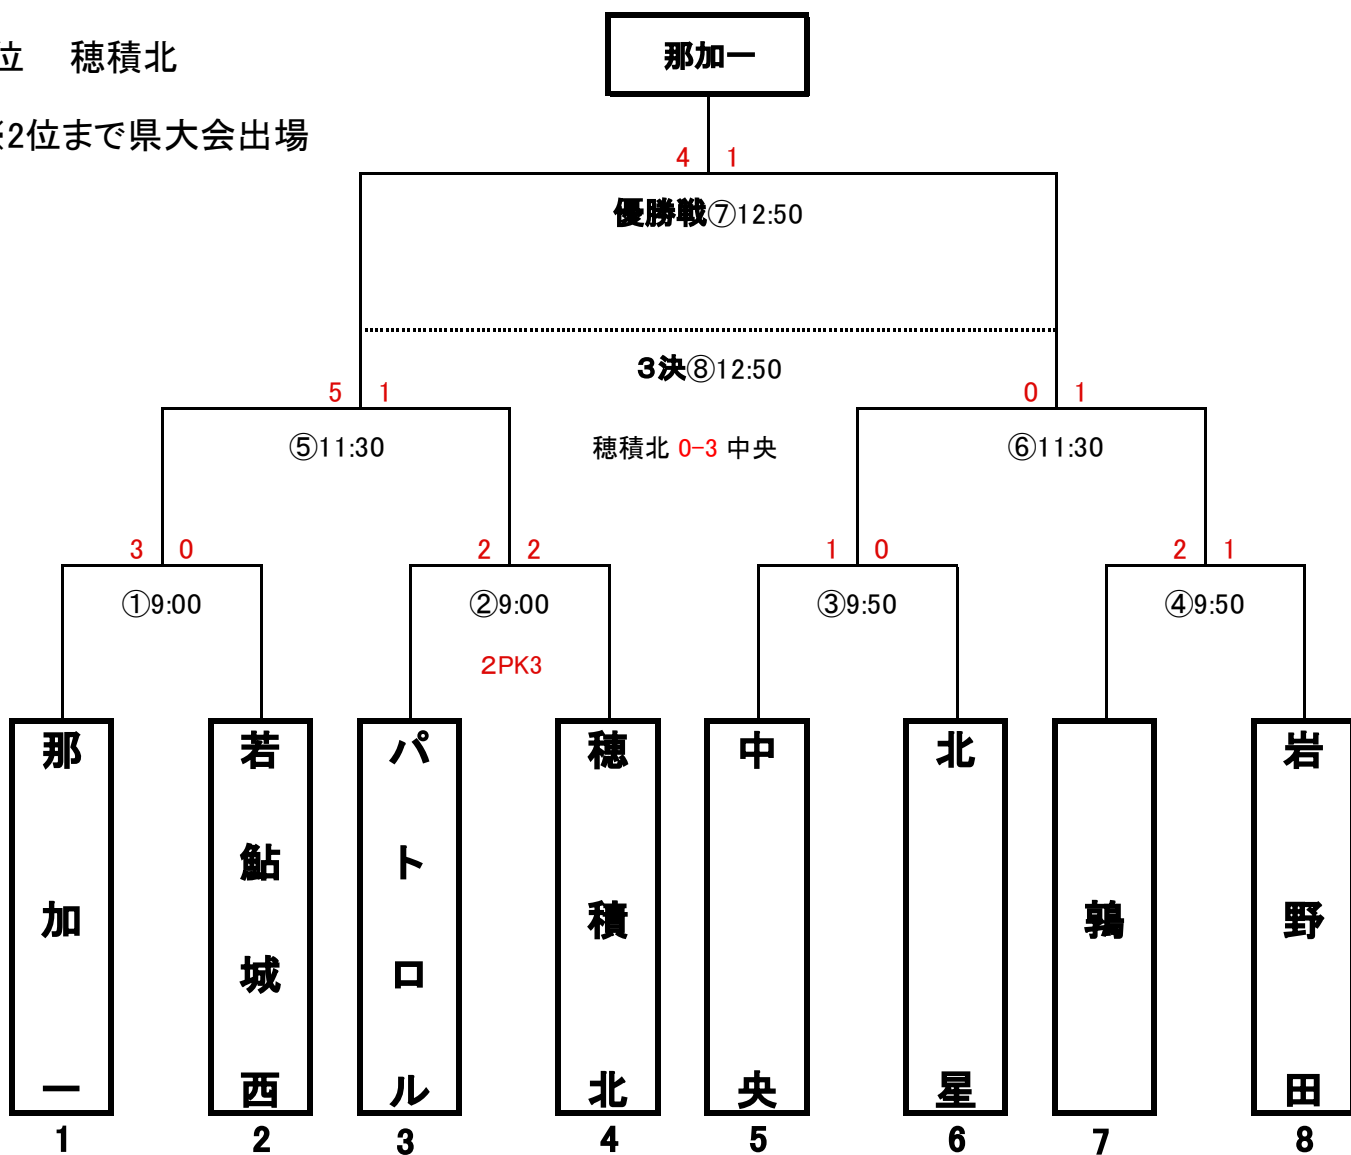 位　穂積北
那加一
※2位まで県大会出場
4 1
優勝戦⑦12:50
3決⑧12:50
5 1
0 1
⑤11:30
穂積北 0-3 中央
⑥11:30
3 0
2 2
1 0
2 1
①9:00
②9:00
③9:50
④9:50
2PK3
那加一
若鮎城西
パトロル
穂積北
中央
北星
鶉
岩野田
1 2 3 4 5 6 7 8